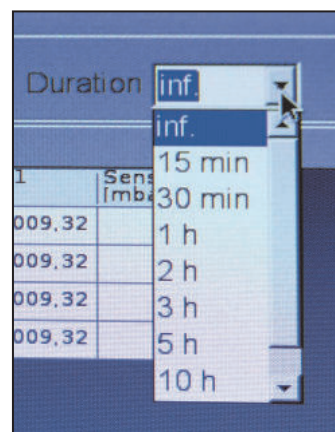 Duration inf.
inf.
15 min
30 min
1 h
2 h
3 h
5 h
10 h
1
[mba
009,32
009,32
009,32
009,32